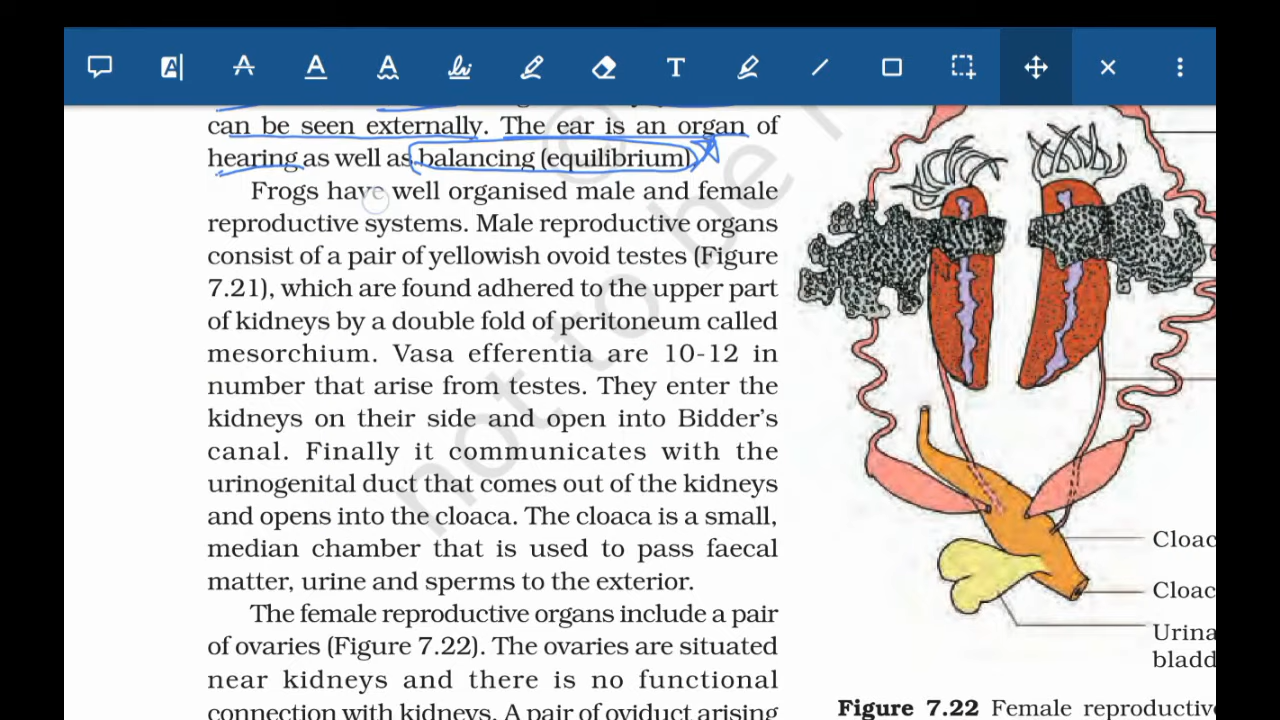 can be seen externally. The ear is an organ of
hearing as well as balancing (equilibrium).
Frogs have well organised male and female
reproductive systems. Male reproductive organs
consist of a pair of yellowish ovoid testes (Figure
7.21), which are found adhered to the upper part
of kidneys by a double fold of peritoneum called
mesorchium. Vasa efferentia are 10-12 in
number that arise from testes. They enter the
kidneys on their side and open into Bidder's
canal. Finally it communicates with the
urinogenital duct that comes out of the kidneys
and opens into the cloaca. The cloaca is a small,
median chamber that is used to pass faecal
matter, urine and sperms to the exterior.
The female reproductive organs include a pair
of ovaries (Figure 7.22). The ovaries are situated
near kidneys and there is no functional
connection with kidneys. A pair of oviduct arising
Cloac
Cloac
Urina
bladd
Figure 7.22 Female reproductive
©
not to be r
A
A
A
T